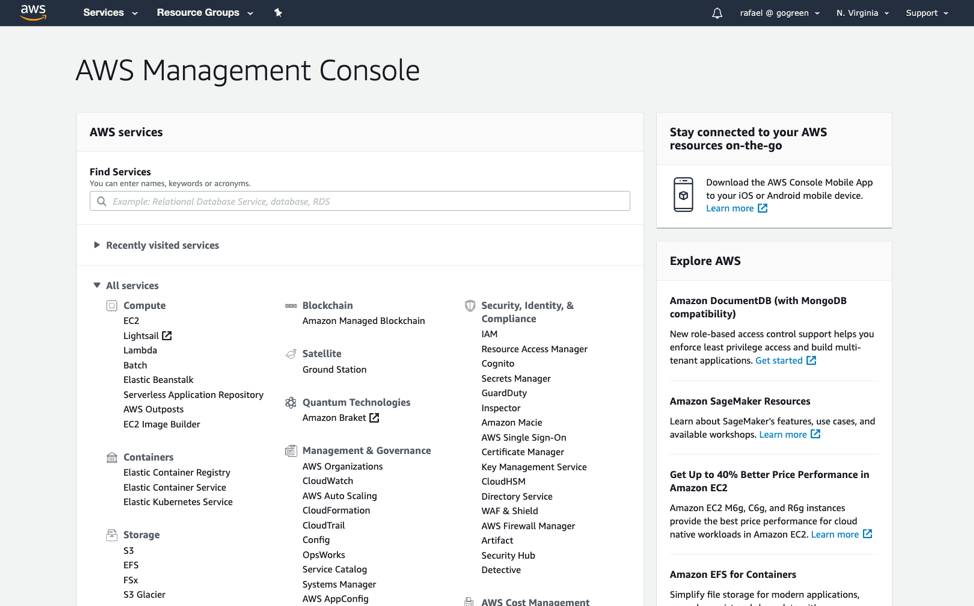 aws
Services
Resource Groups
rafael @ gogreen
N. Virginia
Support
AWS Management Console
AWS services
Find Services
You can enter names, keywords or acronyms.
Example: Relational Database Service, database, RDS
Recently visited services
All services
Compute
EC2
Lightsail
Lambda
Batch
Elastic Beanstalk
Serverless Application Repository
AWS Outposts
EC2 Image Builder
Containers
Elastic Container Registry
Elastic Container Service
Elastic Kubernetes Service
Storage
S3
EFS
FSx
S3 Glacier
Blockchain
Amazon Managed Blockchain
Satellite
Ground Station
Quantum Technologies
Amazon Braket
Management & Governance
AWS Organizations
CloudWatch
AWS Auto Scaling
CloudFormation
CloudTrail
Config
OpsWorks
Service Catalog
Systems Manager
AWS AppConfig
Security, Identity, &
Compliance
IAM
Resource Access Manager
Cognito
Secrets Manager
GuardDuty
Inspector
Amazon Macie
AWS Single Sign-On
Certificate Manager
Key Management Service
CloudHSM
Directory Service
WAF & Shield
AWS Firewall Manager
Artifact
Security Hub
Detective
AWS Cost Management
Stay connected to your AWS
resources on-the-go
Download the AWS Console Mobile App
to your iOS or Android mobile device.
Learn more
Explore AWS
Amazon DocumentDB (with MongoDB
compatibility)
New role-based access control support helps you
enforce least privilege access and build multi-
tenant applications. Get started
Amazon SageMaker Resources
Learn about SageMaker's features, use cases, and
available workshops. Learn more
Get Up to 40% Better Price Performance in
Amazon EC2
Amazon EC2 M6g, C6g, and R6g instances
provide the best price performance for cloud
native workloads in Amazon EC2. Learn more
Amazon EFS for Containers
Simplify file storage for modern applications,